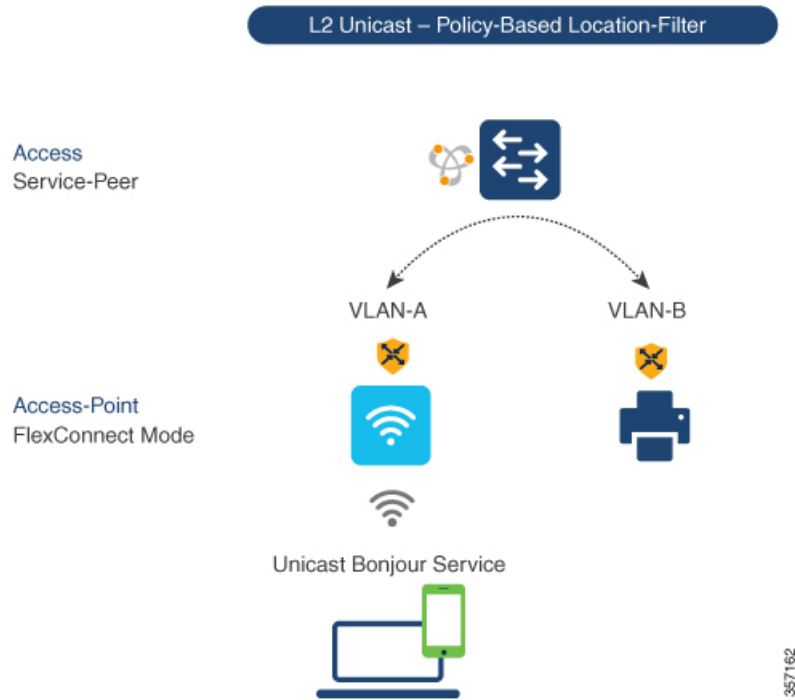 L2 Unicast – Policy-Based Location-Filter
Access
Service-Peer
VLAN-A
VLAN-B
Access-Point
FlexConnect Mode
Unicast Bonjour Service
357162